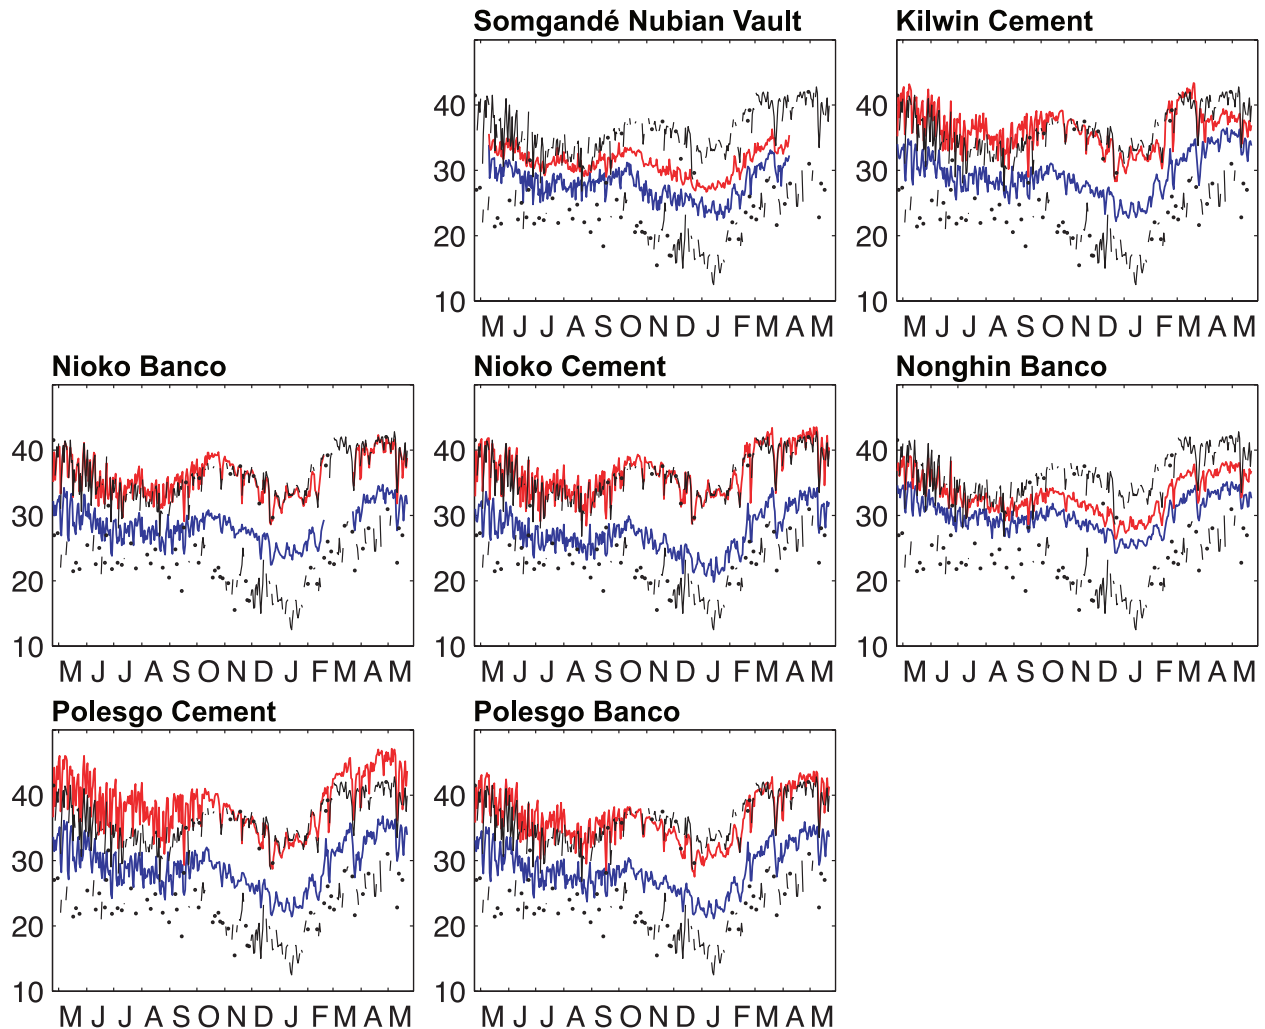 Somgandé Nubian Vault
Kilwin Cement
40
30
20
10
M J J A S O N D J F M A M
40
30
20
10
M J J A S O N D J F M A M
Nioko Banco
Nioko Cement
Nonghin Banco
40
30
20
10
M J J A S O N D J F M A M
40
30
20
10
M J J A S O N D J F M A M
40
30
20
10
M J J A S O N D J F M A M
Polesgo Cement
Polesgo Banco
40
30
20
10
M J J A S O N D J F M A M
40
30
20
10
M J J A S O N D J F M A M